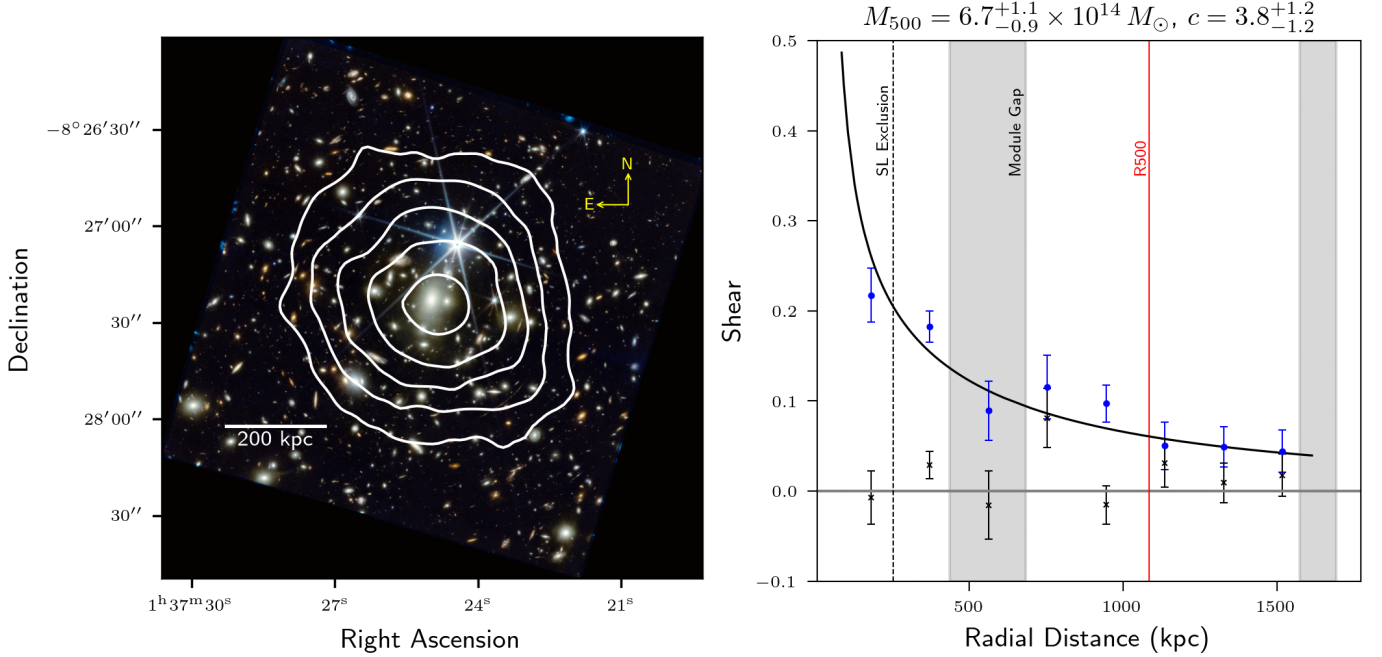 −8°26′30″
27′00″
30″
28′00″
30″
Declination
N
E
200 kpc
1ʰ37ᵐ30ˢ
27ˢ
24ˢ
21ˢ
Right Ascension
M₅₀₀ = 6.7 +1.1 −0.9 × 10¹⁴ M☉, c = 3.8 +1.2 −1.2
0.5
0.4
0.3
0.2
0.1
0.0
−0.1
Shear
SL Exclusion
Module Gap
R500
500
1000
1500
Radial Distance (kpc)